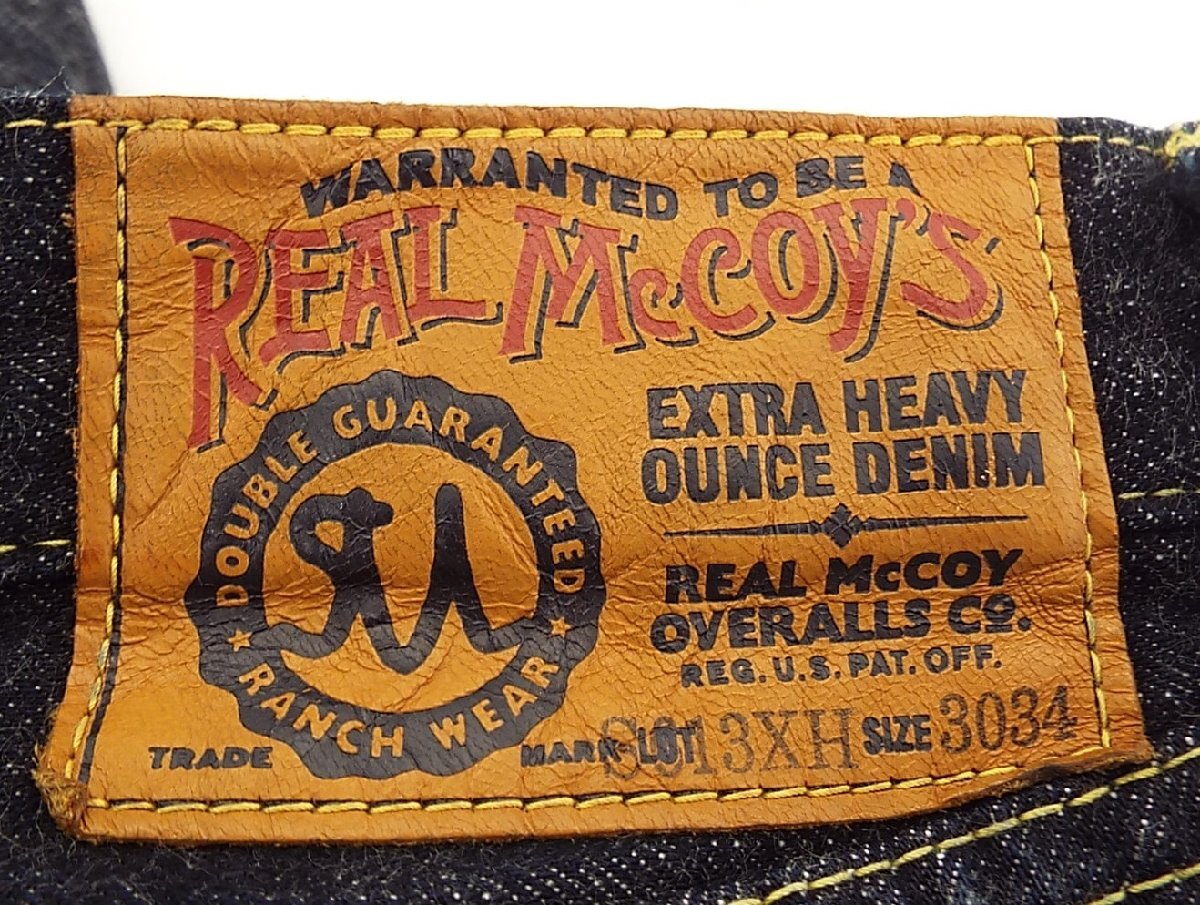 WARRANTED TO BE A
REAL McCOY'S
DOUBLE GUARANTEED
RANCH WEAR
EXTRA HEAVY
OUNCE DENIM
REAL McCOY
OVERALLS Co.
REG. U.S. PAT. OFF.
TRADE MARK LOT S013XH SIZE 3034